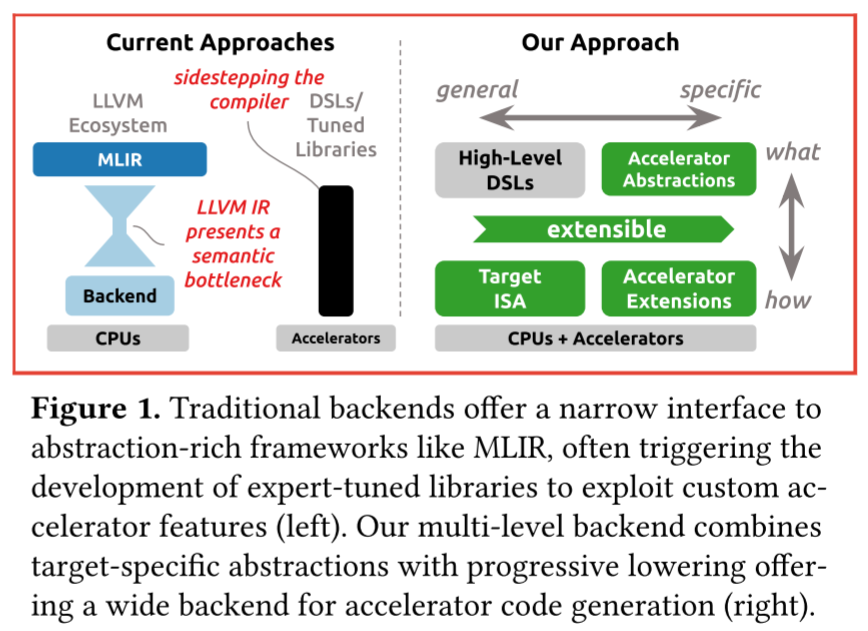 Current Approaches
Our Approach
sidestepping the
compiler
LLVM
Ecosystem
DSLs/
Tuned
Libraries
MLIR
LLVM IR
presents a
semantic
bottleneck
Backend
CPUs
Accelerators
general
specific
High-Level
DSLs
Accelerator
Abstractions
what
extensible
Target
ISA
Accelerator
Extensions
how
CPUs + Accelerators
Figure 1. Traditional backends offer a narrow interface to
abstraction-rich frameworks like MLIR, often triggering the
development of expert-tuned libraries to exploit custom ac-
celerator features (left). Our multi-level backend combines
target-specific abstractions with progressive lowering offer-
ing a wide backend for accelerator code generation (right).